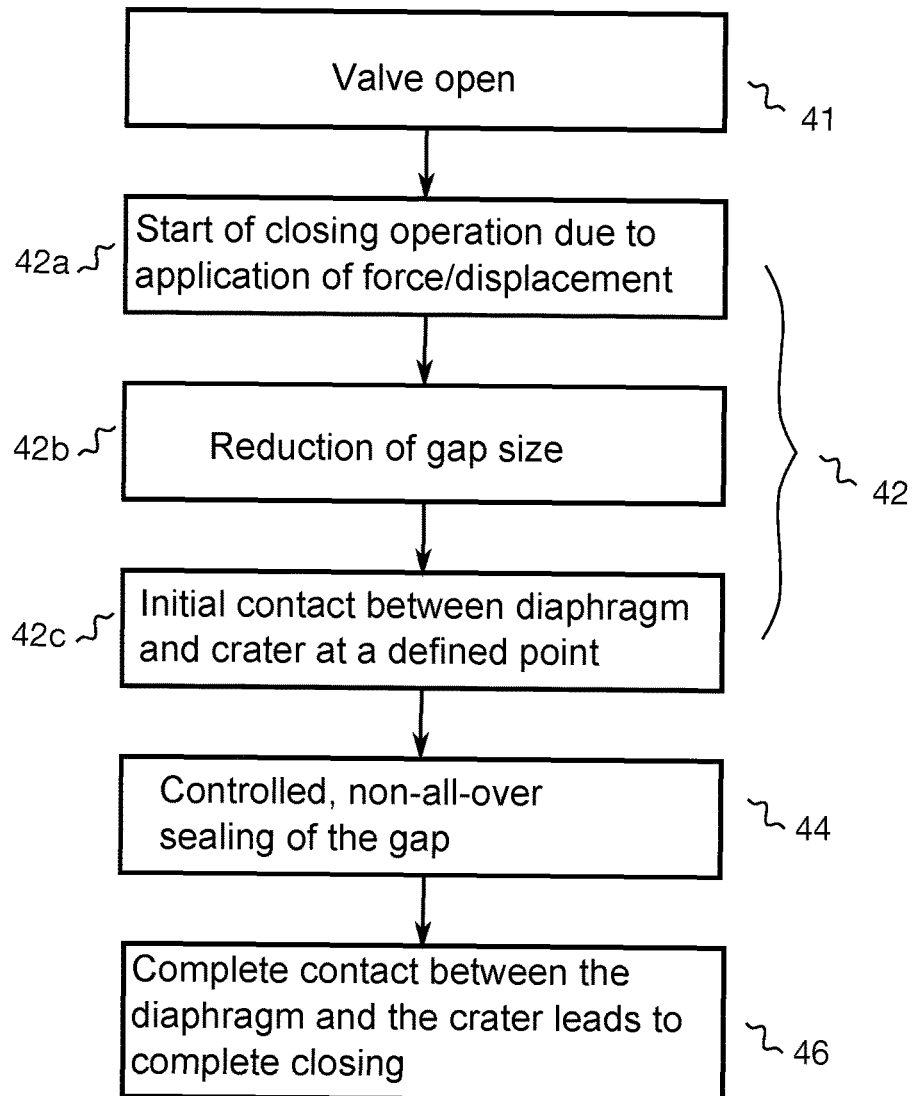 Valve open
41
42a
Start of closing operation due to
application of force/displacement
42b
Reduction of gap size
42
42c
Initial contact between diaphragm
and crater at a defined point
Controlled, non-all-over
sealing of the gap
44
Complete contact between the
diaphragm and the crater leads to
complete closing
46